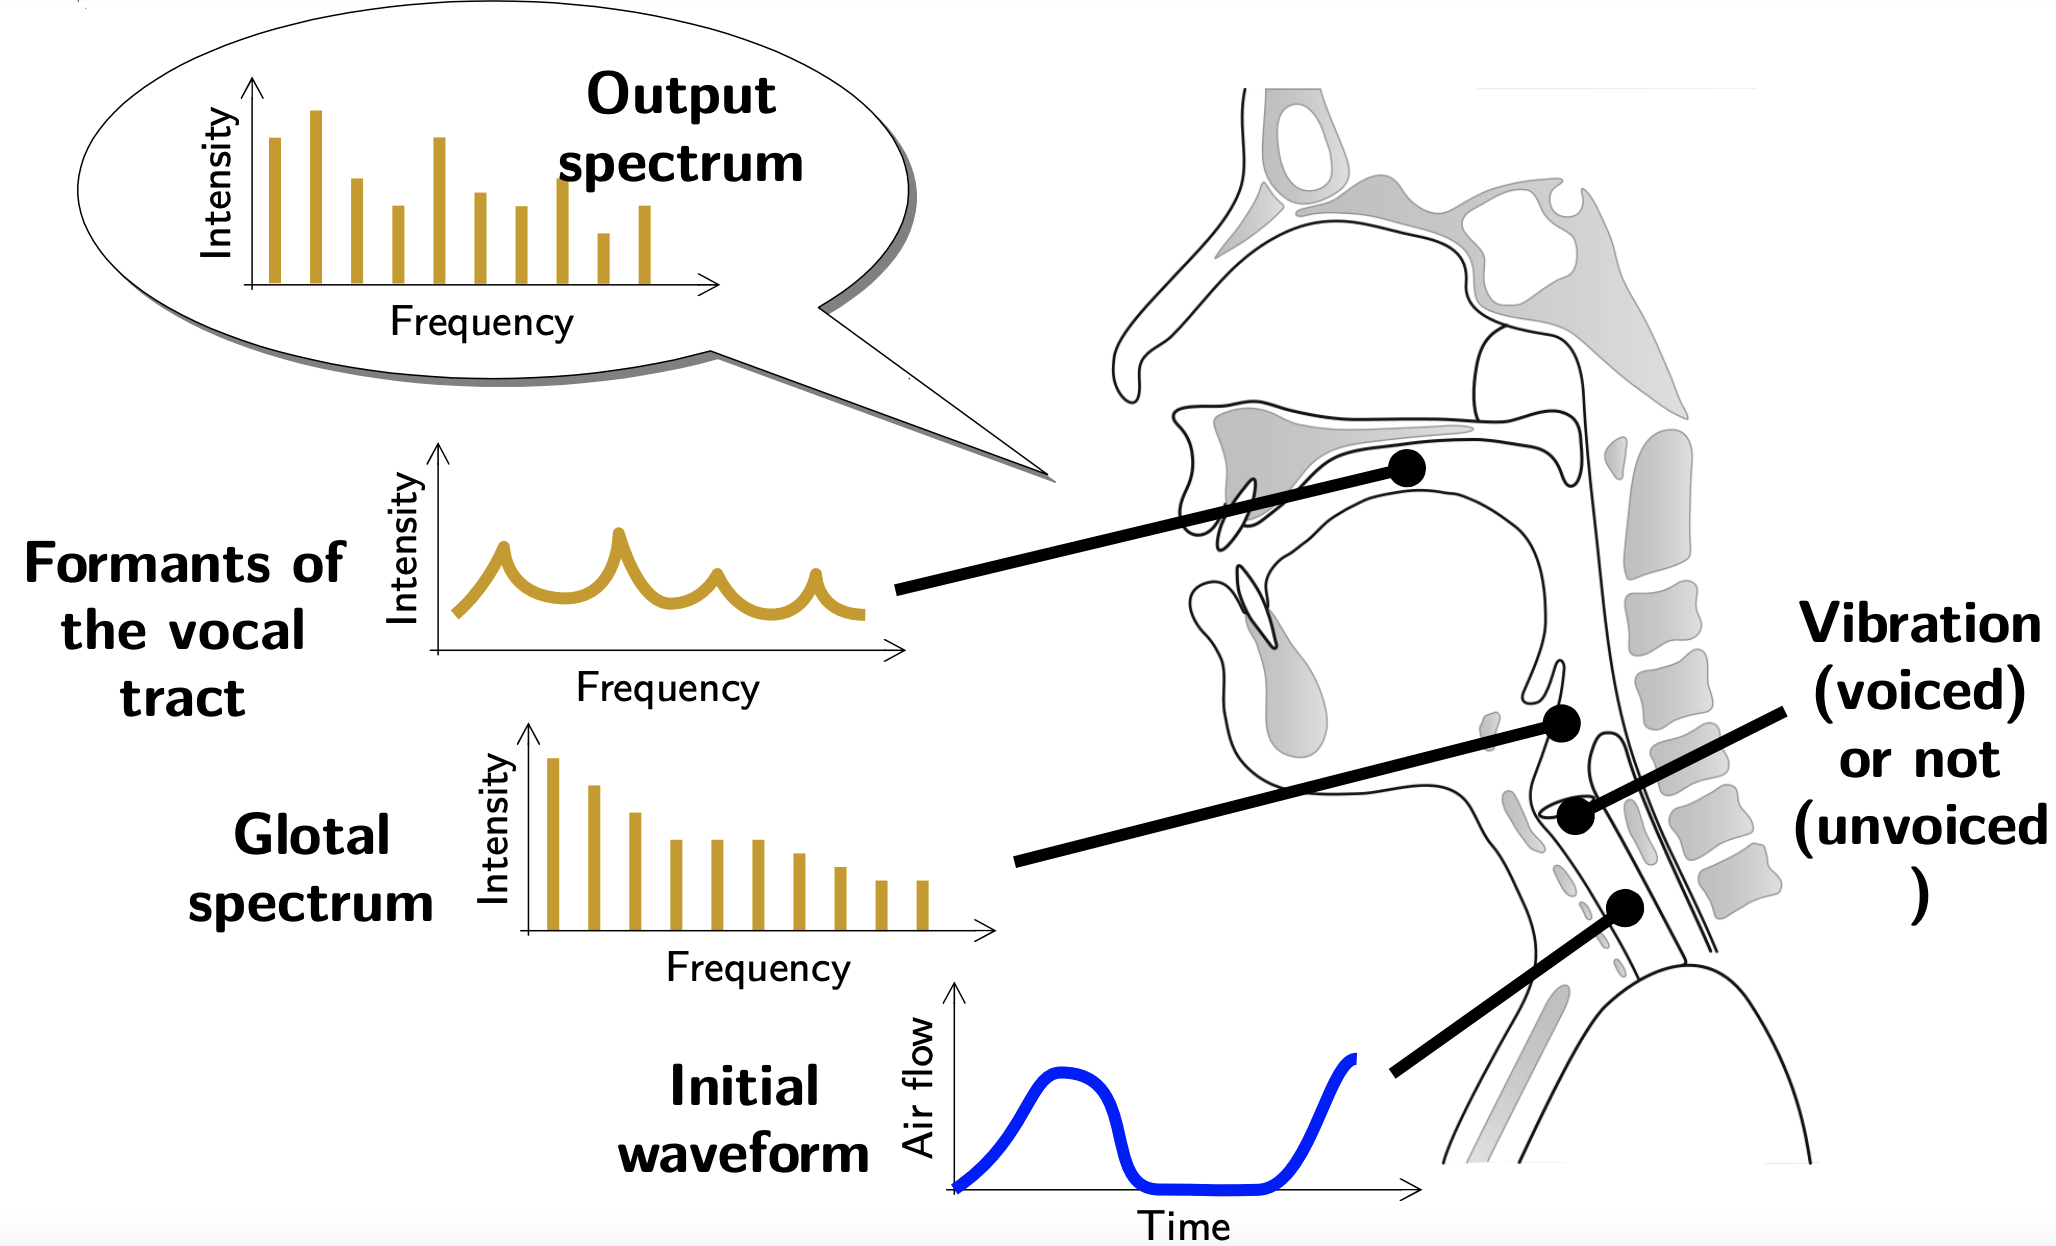 Output
spectrum
Intensity
Frequency
Formants of
the vocal
tract
Intensity
Frequency
Vibration
(voiced)
or not
(unvoiced
)
Glotal
spectrum
Intensity
Frequency
Initial
waveform
Air flow
Time